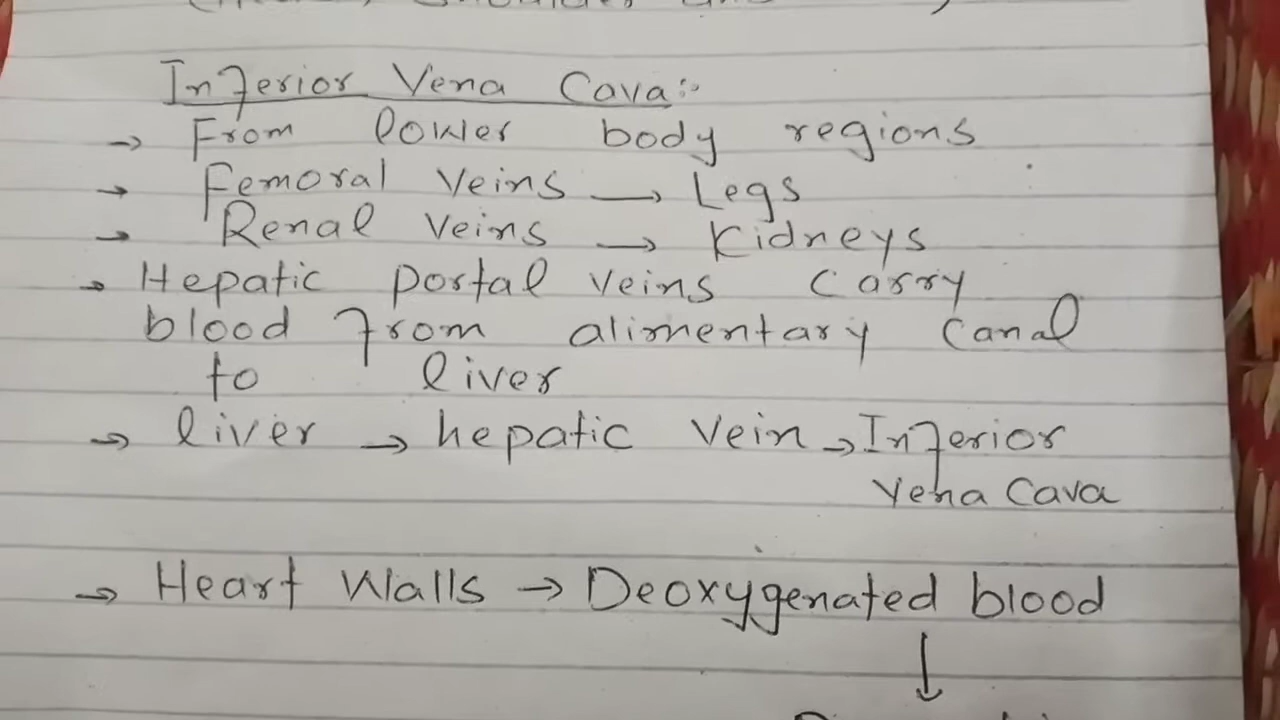 Inferior Vena Cava:-
→ From lower body regions
→ Femoral Veins → Legs
→ Renal Veins → Kidneys
→ Hepatic portal veins carry
blood from alimentary canal
to liver
→ liver → hepatic vein → Inferior
Vena Cava
→ Heart Walls → Deoxygenated blood
↓